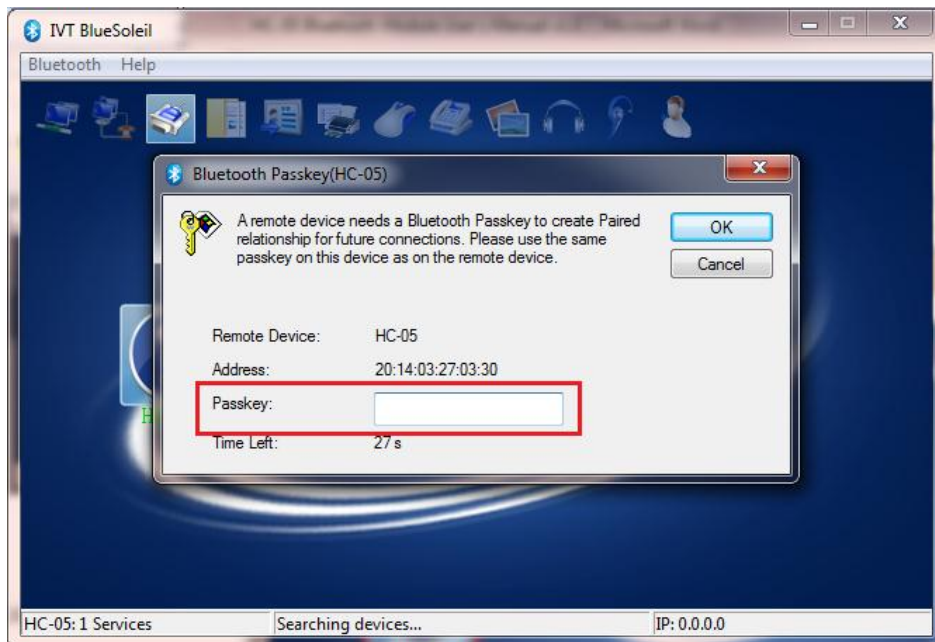 IVT BlueSoleil
Bluetooth Help
Bluetooth Passkey(HC-05)
A remote device needs a Bluetooth Passkey to create Paired
relationship for future connections. Please use the same
passkey on this device as on the remote device.
OK
Cancel
Remote Device: HC-05
Address: 20:14:03:27:03:30
Passkey:
Time Left: 27 s
H
HC-05: 1 Services Searching devices... IP: 0.0.0.0